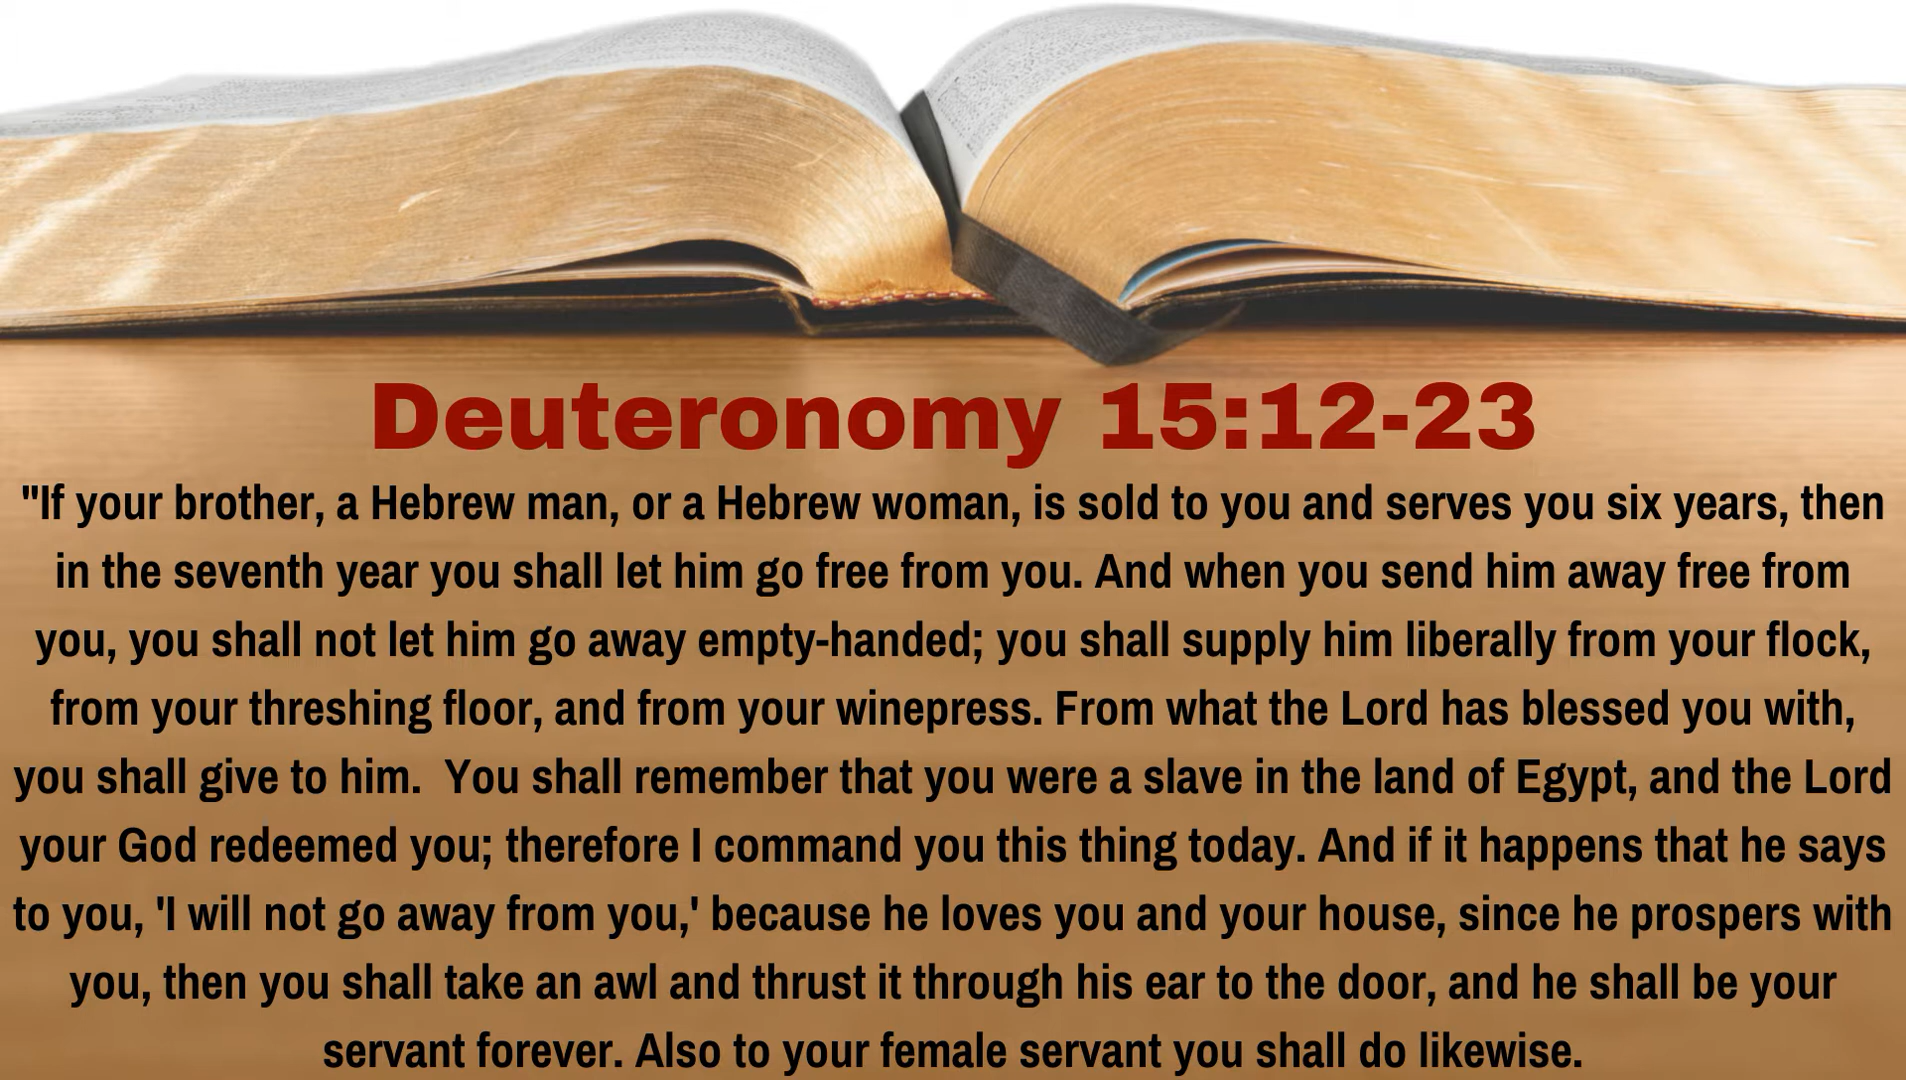 Deuteronomy 15:12-23
"If your brother, a Hebrew man, or a Hebrew woman, is sold to you and serves you six years, then
in the seventh year you shall let him go free from you. And when you send him away free from
you, you shall not let him go away empty-handed; you shall supply him liberally from your flock,
from your threshing floor, and from your winepress. From what the Lord has blessed you with,
you shall give to him.  You shall remember that you were a slave in the land of Egypt, and the Lord
your God redeemed you; therefore I command you this thing today. And if it happens that he says
to you, 'I will not go away from you,' because he loves you and your house, since he prospers with
you, then you shall take an awl and thrust it through his ear to the door, and he shall be your
servant forever. Also to your female servant you shall do likewise.